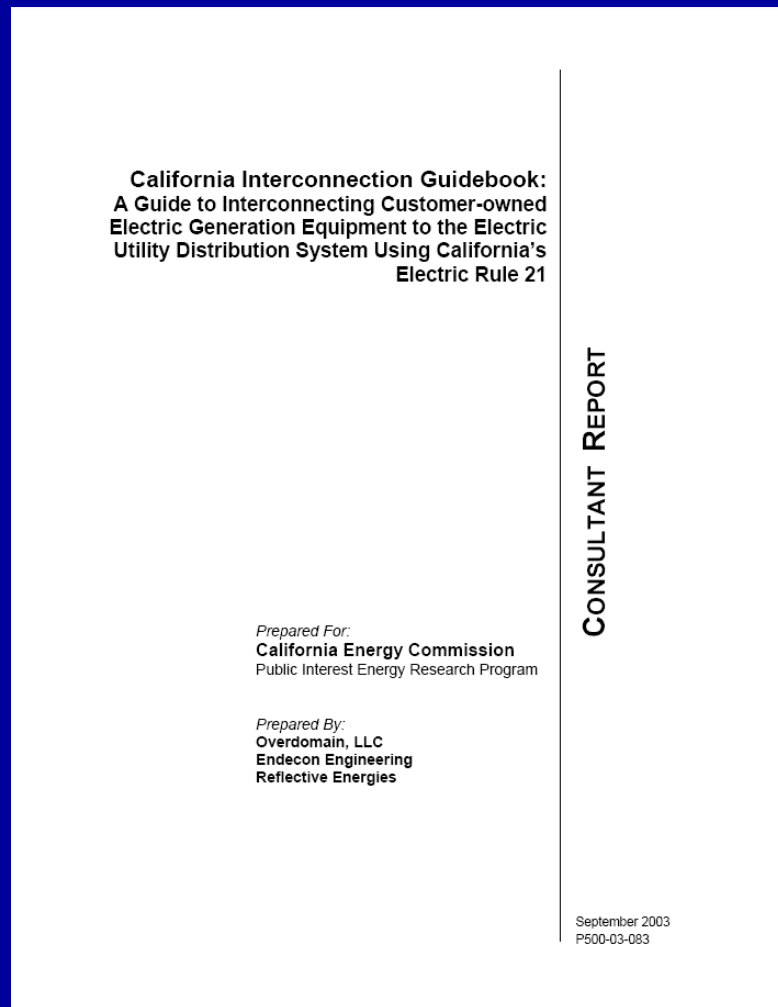 California Interconnection Guidebook:
A Guide to Interconnecting Customer-owned
Electric Generation Equipment to the Electric
Utility Distribution System Using California's
Electric Rule 21
CONSULTANT REPORT
Prepared For:
California Energy Commission
Public Interest Energy Research Program
Prepared By:
Overdomain, LLC
Endecon Engineering
Reflective Energies
September 2003
P500-03-083